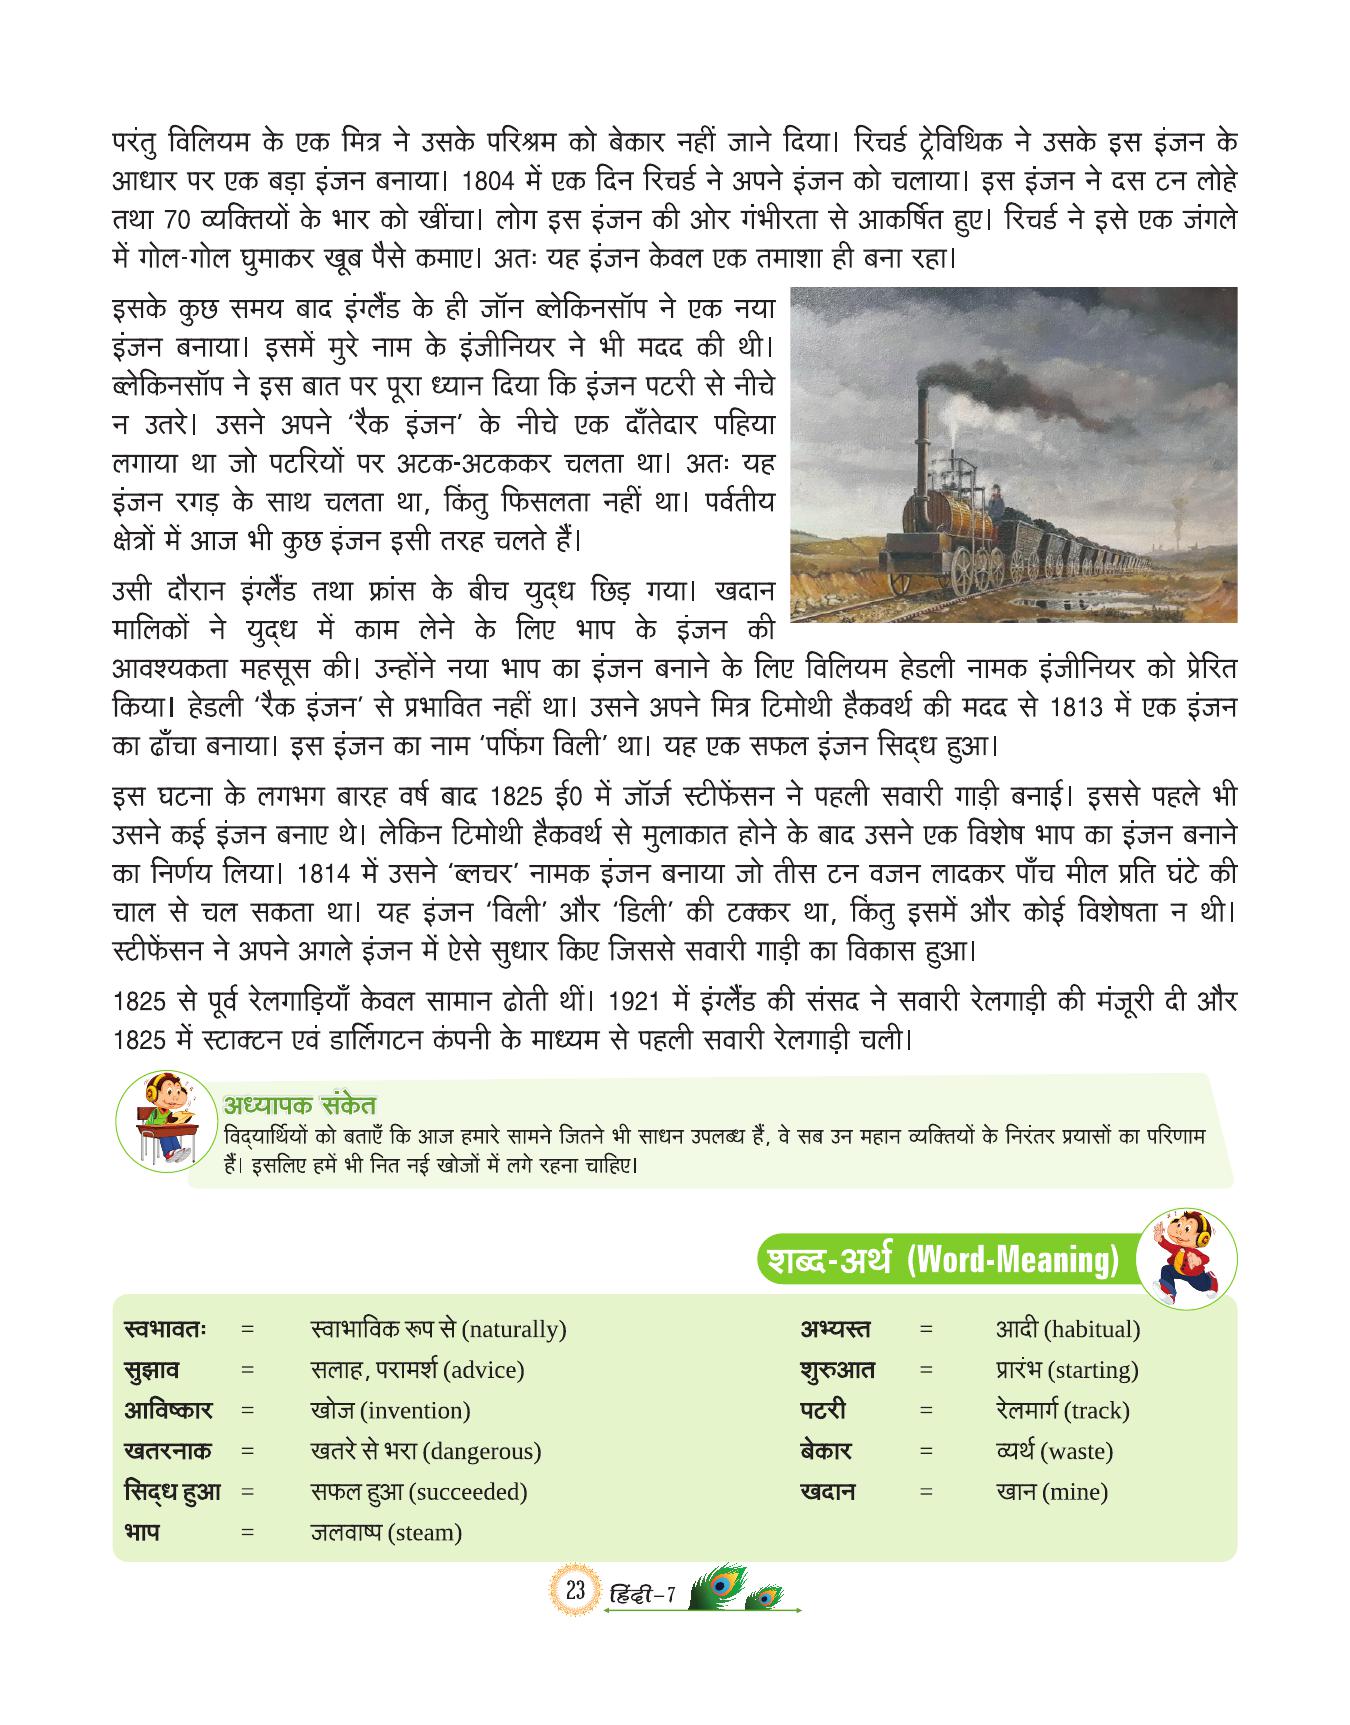 परंतु विलियम के एक मित्र ने उसके परिश्रम को बेकार नहीं जाने दिया। रिचर्ड ट्रेविथिक ने उसके इस इंजन के
आधार पर एक बड़ा इंजन बनाया। 1804 में एक दिन रिचर्ड ने अपने इंजन को चलाया। इस इंजन ने दस टन लोहे
तथा 70 व्यक्तियों के भार को खींचा। लोग इस इंजन की ओर गंभीरता से आकर्षित हुए। रिचर्ड ने इसे एक जंगले
में गोल-गोल घुमाकर खूब पैसे कमाए। अतः यह इंजन केवल एक तमाशा ही बना रहा।
इसके कुछ समय बाद इंग्लैंड के ही जॉन ब्लेकिनसॉप ने एक नया
इंजन बनाया। इसमें मुरे नाम के इंजीनियर ने भी मदद की थी।
ब्लेकिनसॉप ने इस बात पर पूरा ध्यान दिया कि इंजन पटरी से नीचे
न उतरे। उसने अपने ‘रैक इंजन’ के नीचे एक दाँतेदार पहिया
लगाया था जो पटरियों पर अटक-अटककर चलता था। अतः यह
इंजन रगड़ के साथ चलता था, किंतु फिसलता नहीं था। पर्वतीय
क्षेत्रों में आज भी कुछ इंजन इसी तरह चलते हैं।
उसी दौरान इंग्लैंड तथा फ्रांस के बीच युद्ध छिड़ गया। खदान
मालिकों ने युद्ध में काम लेने के लिए भाप के इंजन की
आवश्यकता महसूस की। उन्होंने नया भाप का इंजन बनाने के लिए विलियम हेडली नामक इंजीनियर को प्रेरित
किया। हेडली ‘रैक इंजन’ से प्रभावित नहीं था। उसने अपने मित्र टिमोथी हैकवर्थ की मदद से 1813 में एक इंजन
का ढाँचा बनाया। इस इंजन का नाम ‘पफिंग विली’ था। यह एक सफल इंजन सिद्ध हुआ।
इस घटना के लगभग बारह वर्ष बाद 1825 ई0 में जॉर्ज स्टीफेंसन ने पहली सवारी गाड़ी बनाई। इससे पहले भी
उसने कई इंजन बनाए थे। लेकिन टिमोथी हैकवर्थ से मुलाकात होने के बाद उसने एक विशेष भाप का इंजन बनाने
का निर्णय लिया। 1814 में उसने ‘ब्लचर’ नामक इंजन बनाया जो तीस टन वजन लादकर पाँच मील प्रति घंटे की
चाल से चल सकता था। यह इंजन ‘विली’ और ‘डिली’ की टक्कर था, किंतु इसमें और कोई विशेषता न थी।
स्टीफेंसन ने अपने अगले इंजन में ऐसे सुधार किए जिससे सवारी गाड़ी का विकास हुआ।
1825 से पूर्व रेलगाड़ियाँ केवल सामान ढोती थीं। 1921 में इंग्लैंड की संसद ने सवारी रेलगाड़ी की मंजूरी दी और
1825 में स्टाक्टन एवं डार्लिंगटन कंपनी के माध्यम से पहली सवारी रेलगाड़ी चली।
अध्यापक संकेत
विद्यार्थियों को बताएँ कि आज हमारे सामने जितने भी साधन उपलब्ध हैं, वे सब उन महान व्यक्तियों के निरंतर प्रयासों का परिणाम
हैं। इसलिए हमें भी नित नई खोजों में लगे रहना चाहिए।
शब्द-अर्थ (Word-Meaning)
स्वभावतः = स्वाभाविक रूप से (naturally) अभ्यस्त = आदी (habitual)
सुझाव = सलाह, परामर्श (advice) शुरुआत = प्रारंभ (starting)
आविष्कार = खोज (invention) पटरी = रेलमार्ग (track)
खतरनाक = खतरे से भरा (dangerous) बेकार = व्यर्थ (waste)
सिद्ध हुआ = सफल हुआ (succeeded) खदान = खान (mine)
भाप = जलवाष्प (steam)
23 हिंदी–7